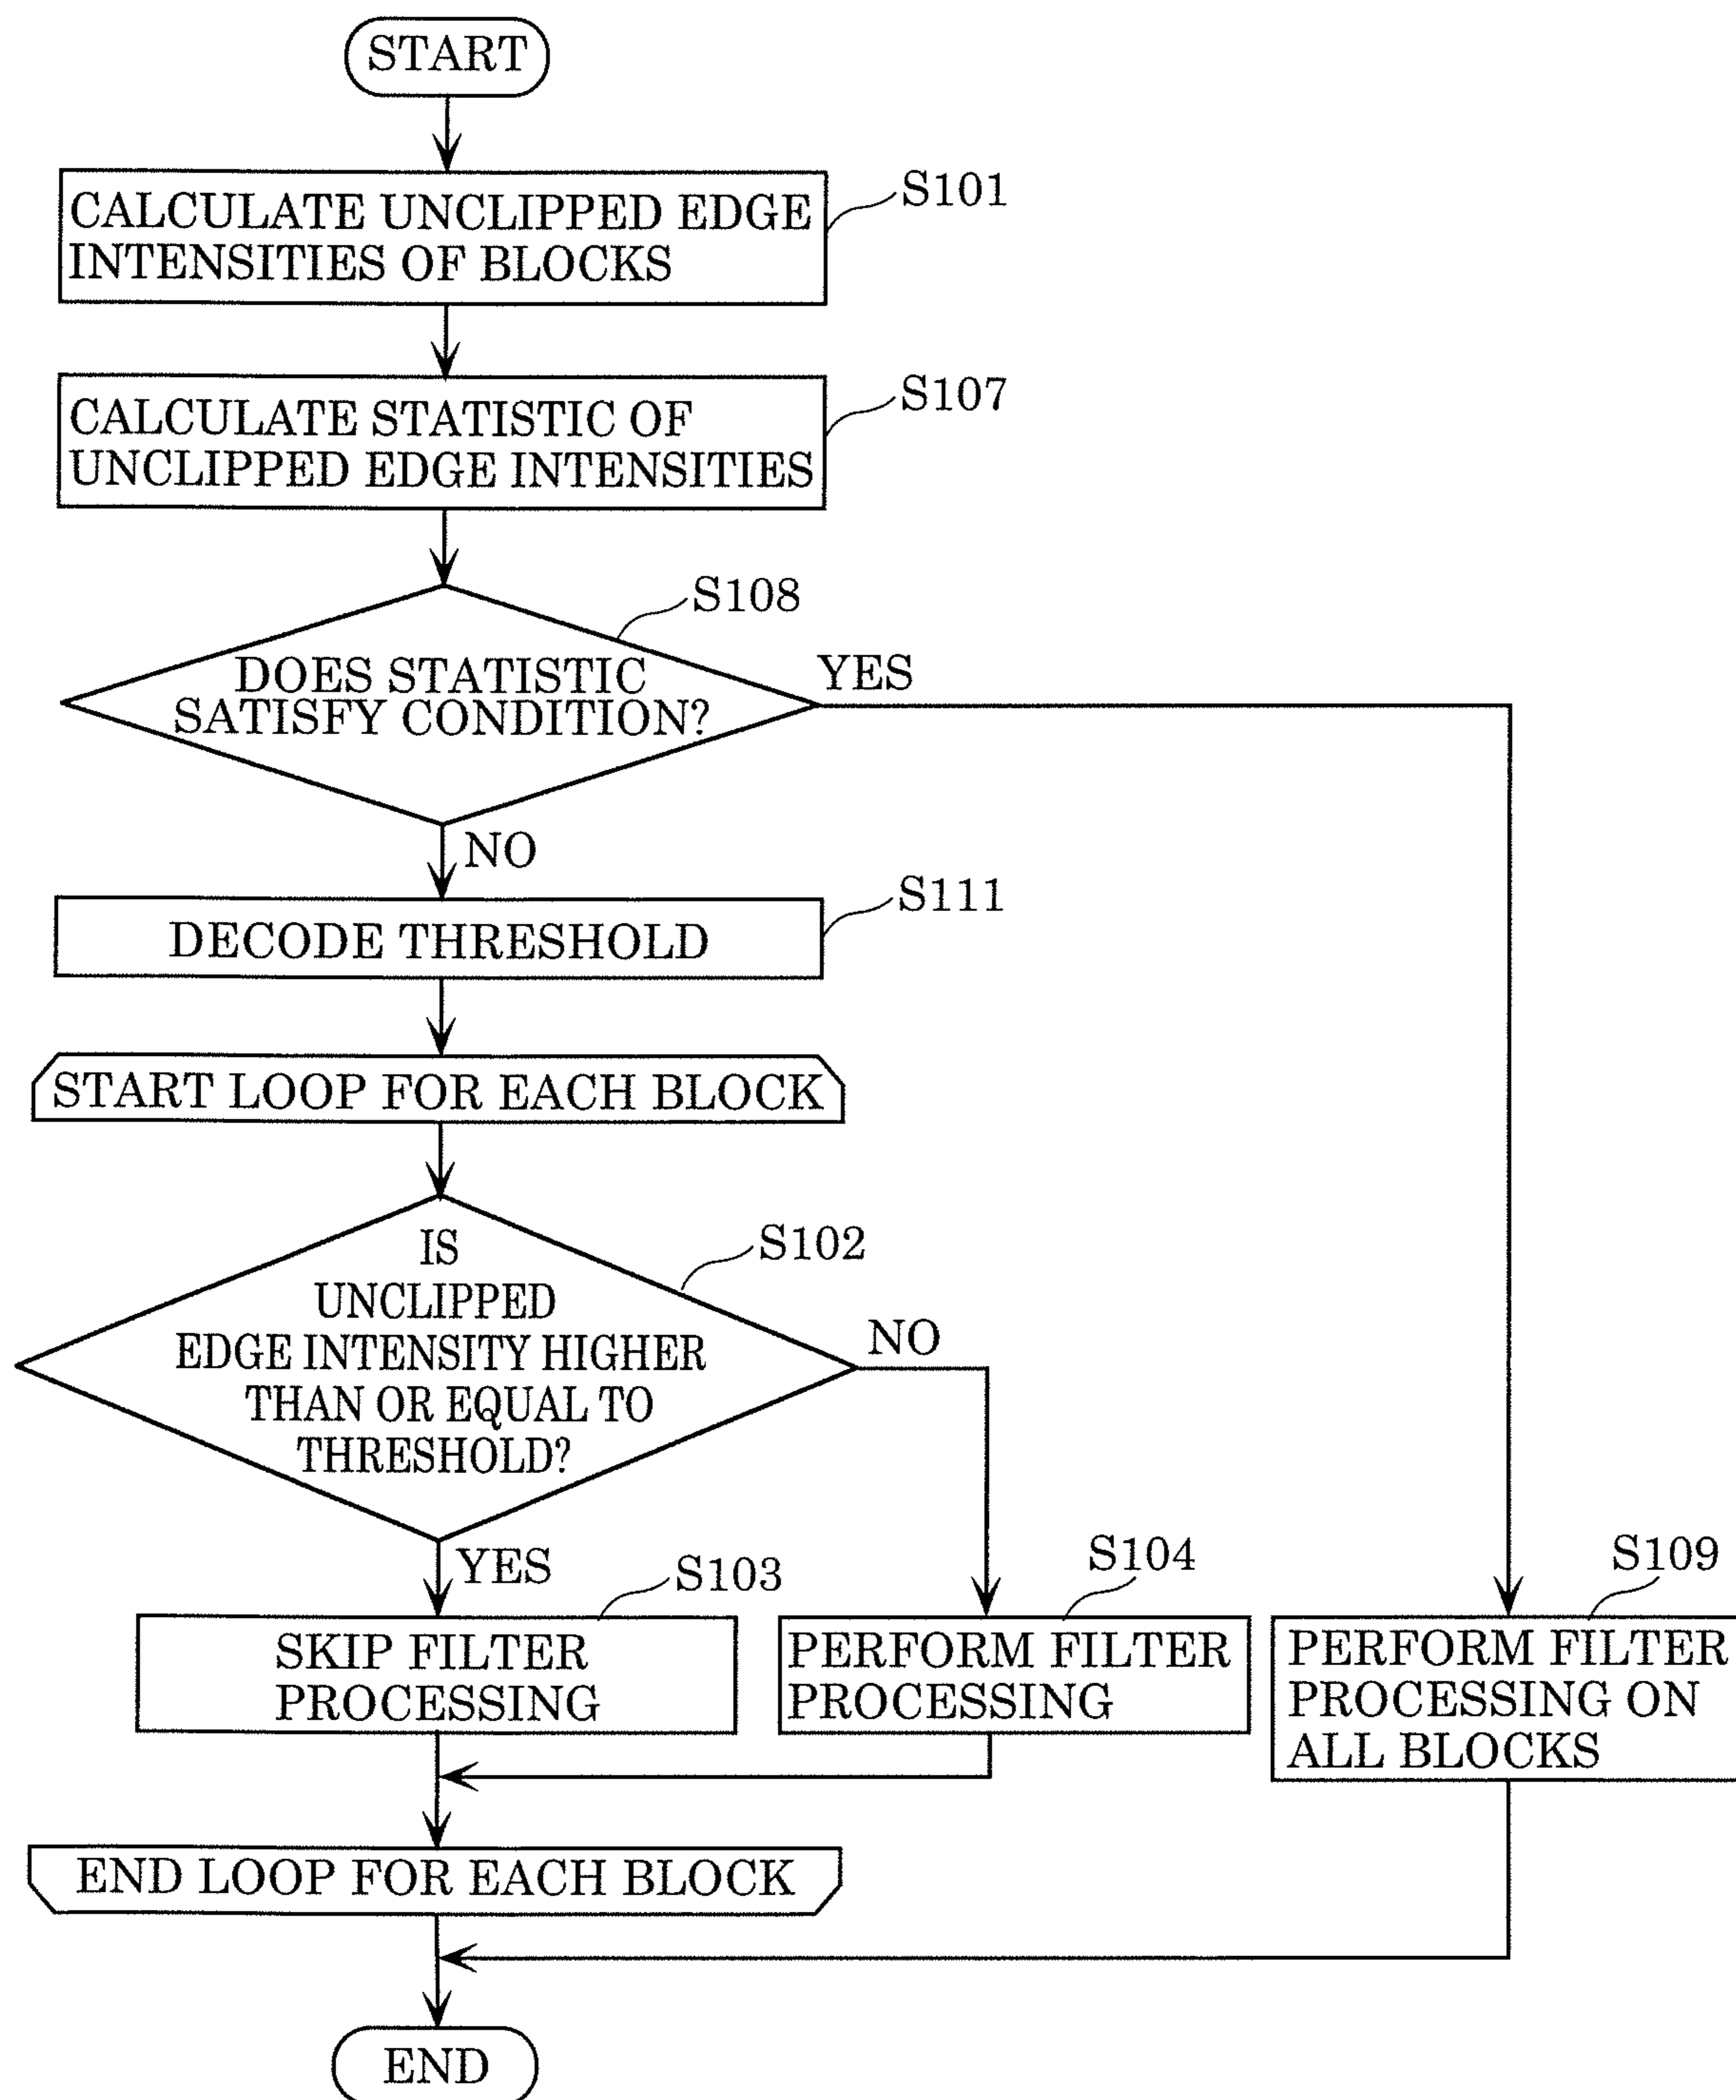 START
CALCULATE UNCLIPPED EDGE
INTENSITIES OF BLOCKS
S101
CALCULATE STATISTIC OF
UNCLIPPED EDGE INTENSITIES
S107
S108
DOES STATISTIC
SATISFY CONDITION?
YES
NO
S111
DECODE THRESHOLD
START LOOP FOR EACH BLOCK
S102
IS
UNCLIPPED
EDGE INTENSITY HIGHER
THAN OR EQUAL TO
THRESHOLD?
NO
YES
S103
SKIP FILTER
PROCESSING
S104
PERFORM FILTER
PROCESSING
S109
PERFORM FILTER
PROCESSING ON
ALL BLOCKS
END LOOP FOR EACH BLOCK
END